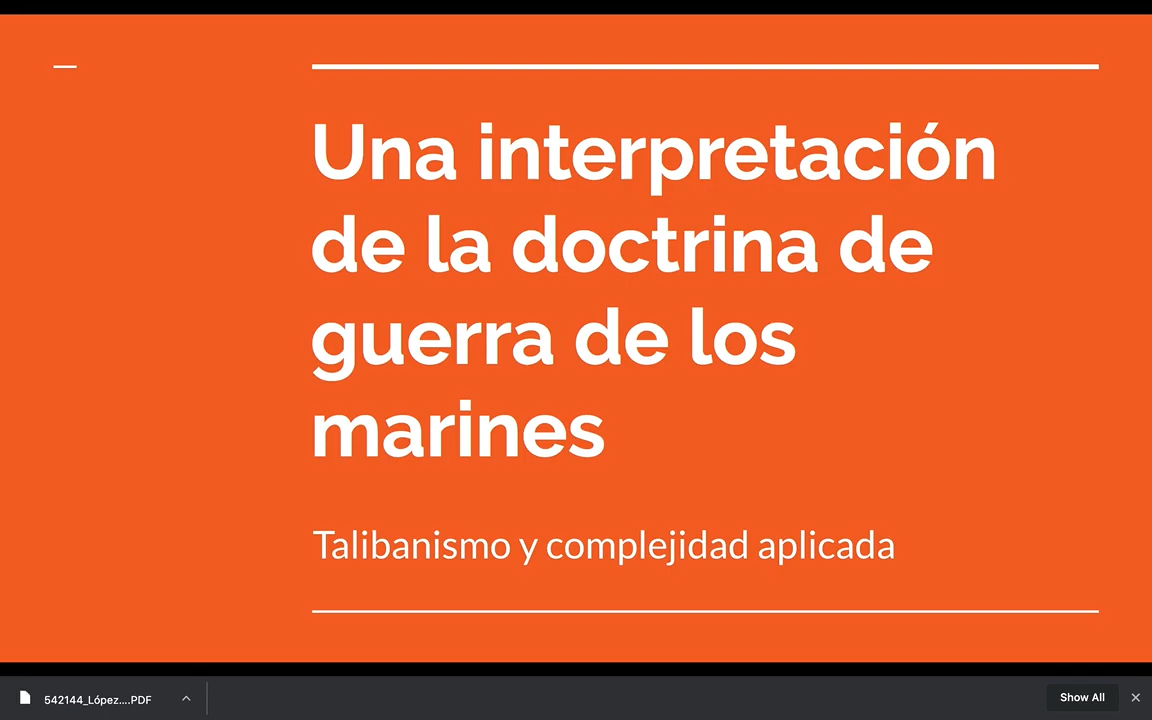 Una interpretación
de la doctrina de
guerra de los
marines
Talibanismo y complejidad aplicada
542144_López....PDF
Show All